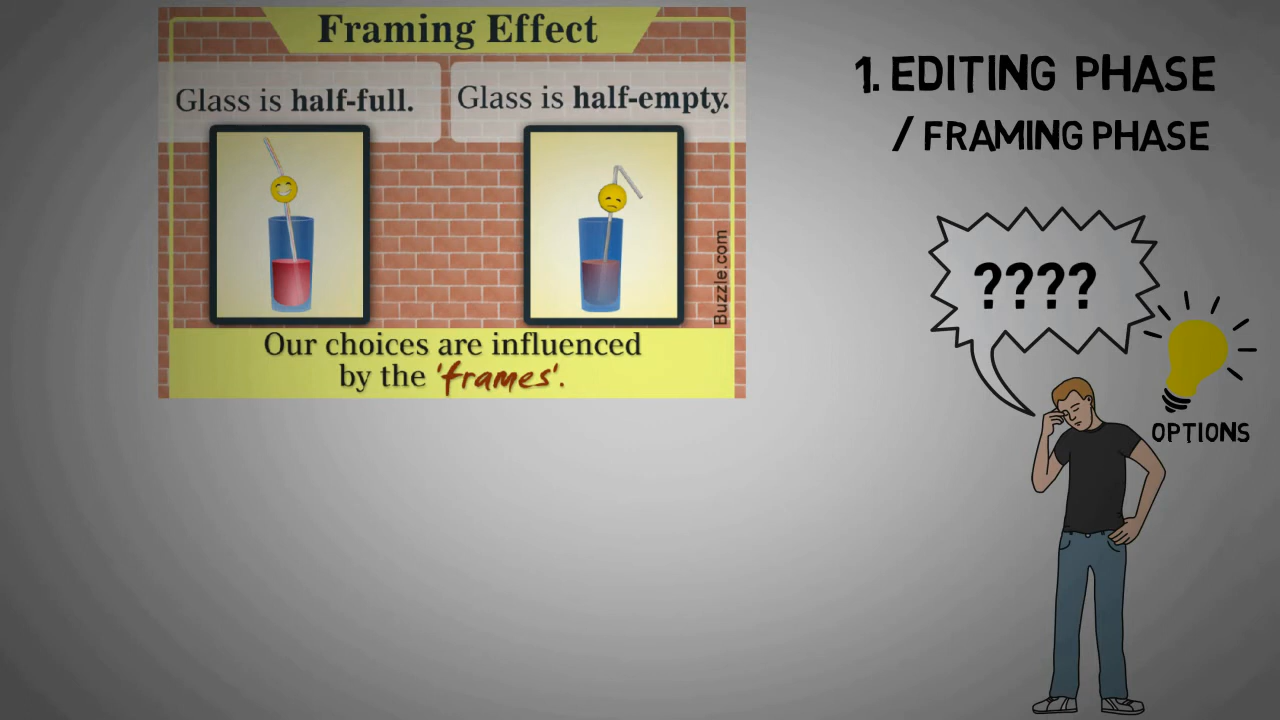 Framing Effect
Glass is half-full.
Glass is half-empty.
Buzzle.com
Our choices are influenced
by the 'frames'.
1. EDITING PHASE
/ FRAMING PHASE
????
OPTIONS